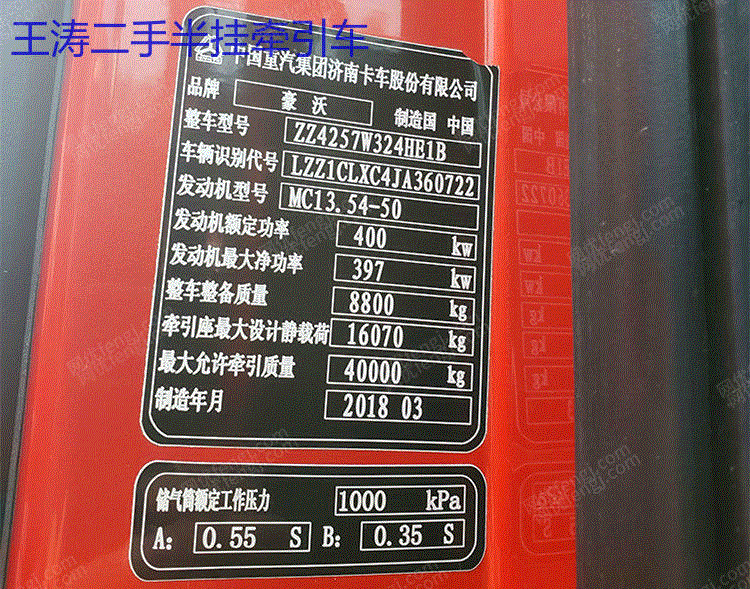 王涛二手半挂牵引车
中国重汽集团济南卡车股份有限公司
品牌 豪沃 制造国 中国
整车型号 ZZ4257W324HE1B
车辆识别代号 LZZ1CLXC4JA360722
发动机型号 MC13.54-50
发动机额定功率 400 kw
发动机最大净功率 397 kw
整车整备质量 8800 kg
牵引座最大设计静载荷 16070 kg
最大允许牵引质量 40000 kg
制造年月 2018 03
储气筒额定工作压力 1000 kPa
A: 0.55 S B: 0.35 S